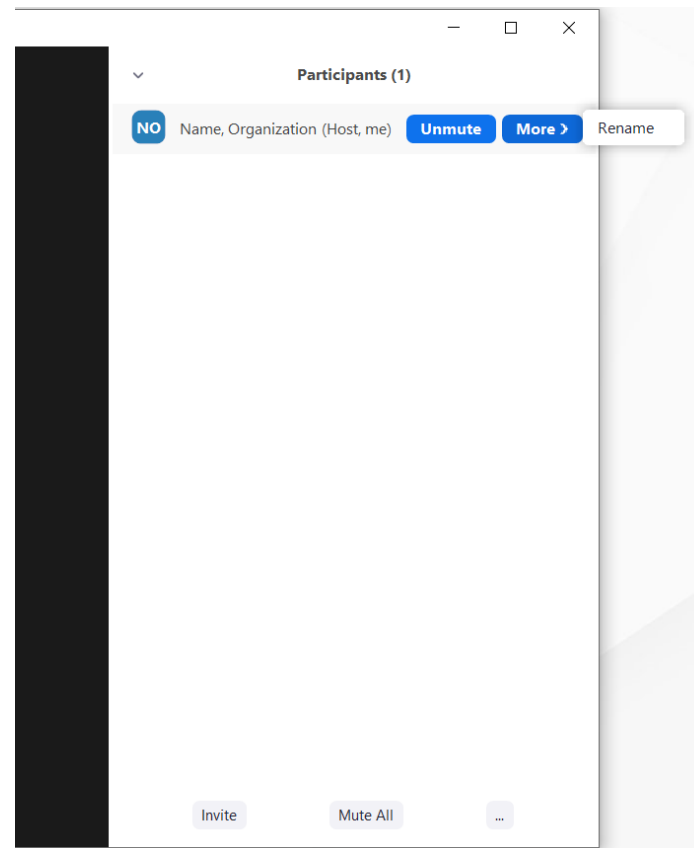 Participants (1)
NO Name, Organization (Host, me) Unmute More > Rename
Invite Mute All ...